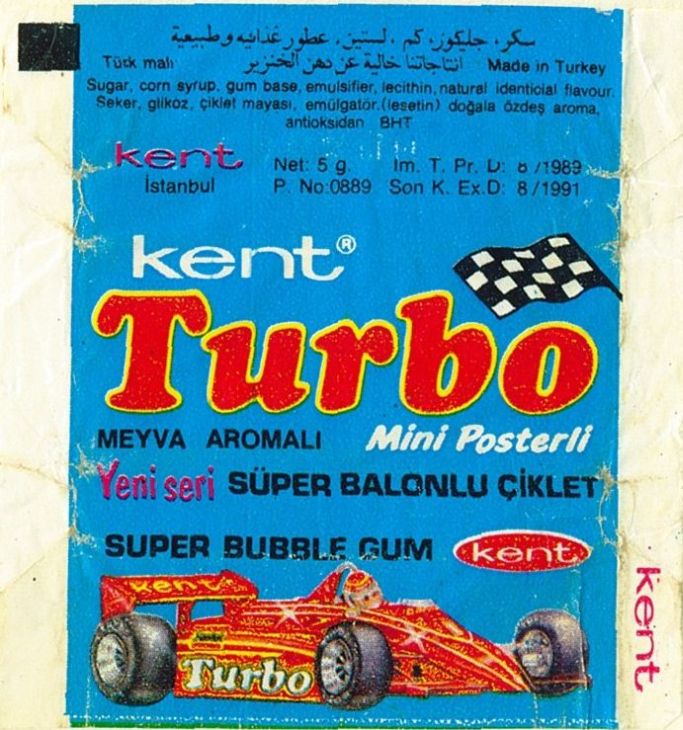 سكر، جليكوز، كم، لستين، عطور غذائيه وطبيعية
Türk malı انتاجاتنا خالية عن دهن الخنزير Made in Turkey
Sugar, corn syrup, gum base, emulsifier, lecithin, natural identicial flavour.
Şeker, glikoz, çiklet mayası, emülgatör.(lesetin) doğala özdeş aroma,
antioksidan BHT
kent
İstanbul
Net: 5 g. Im. T. Pr. D: 8/1989
P. No:0889 Son K. Ex.D: 8/1991
kent®
Turbo
MEYVA AROMALI Mini Posterli
Yeni seri SÜPER BALONLU ÇİKLET
SUPER BUBBLE GUM kent
kent
Turbo
kent